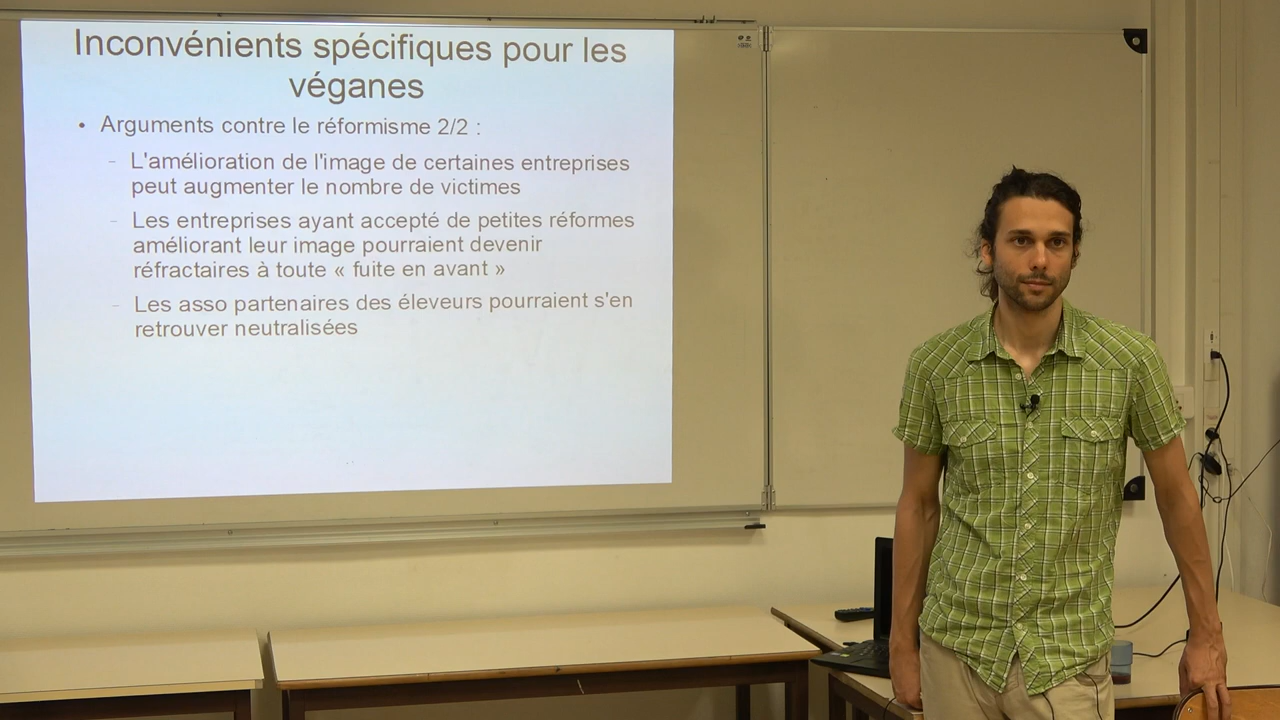 Inconvénients spécifiques pour les
véganes
• Arguments contre le réformisme 2/2 :
– L'amélioration de l'image de certaines entreprises
peut augmenter le nombre de victimes
– Les entreprises ayant accepté de petites réformes
améliorant leur image pourraient devenir
réfractaires à toute « fuite en avant »
– Les asso partenaires des éleveurs pourraient s'en
retrouver neutralisées